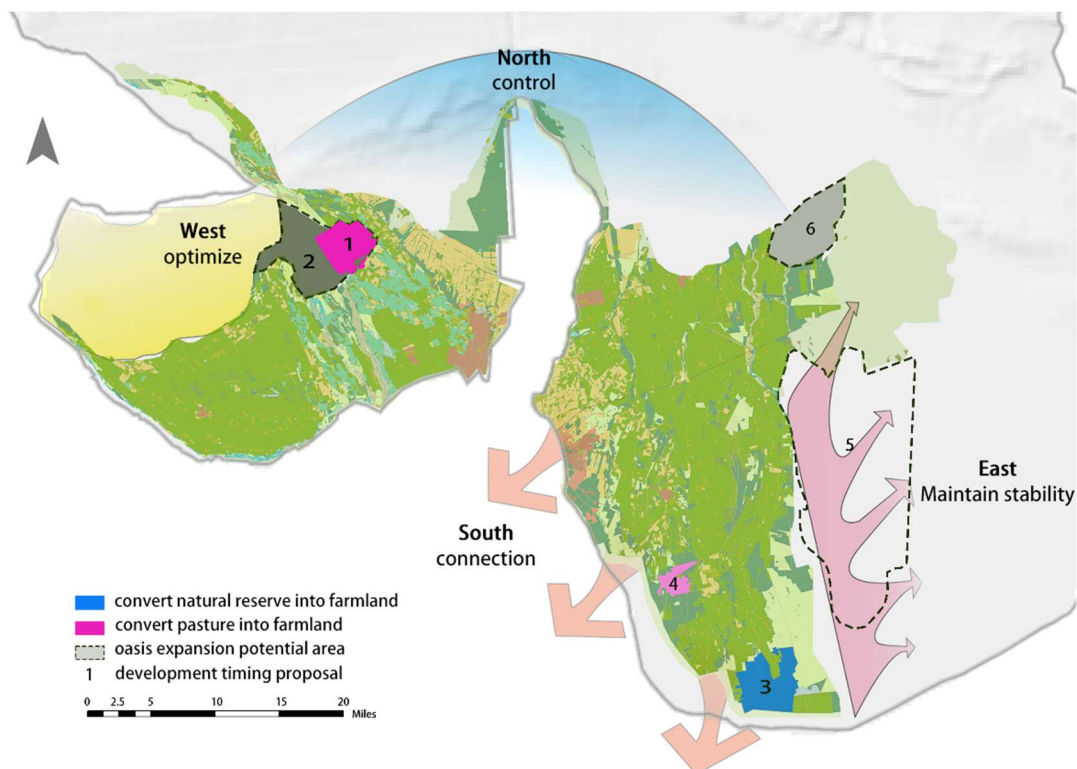 North
control
West
optimize
1
2
6
5
East
Maintain stability
South
connection
4
3
convert natural reserve into farmland
convert pasture into farmland
oasis expansion potential area
1 development timing proposal
0 2.5 5 10 15 20
Miles